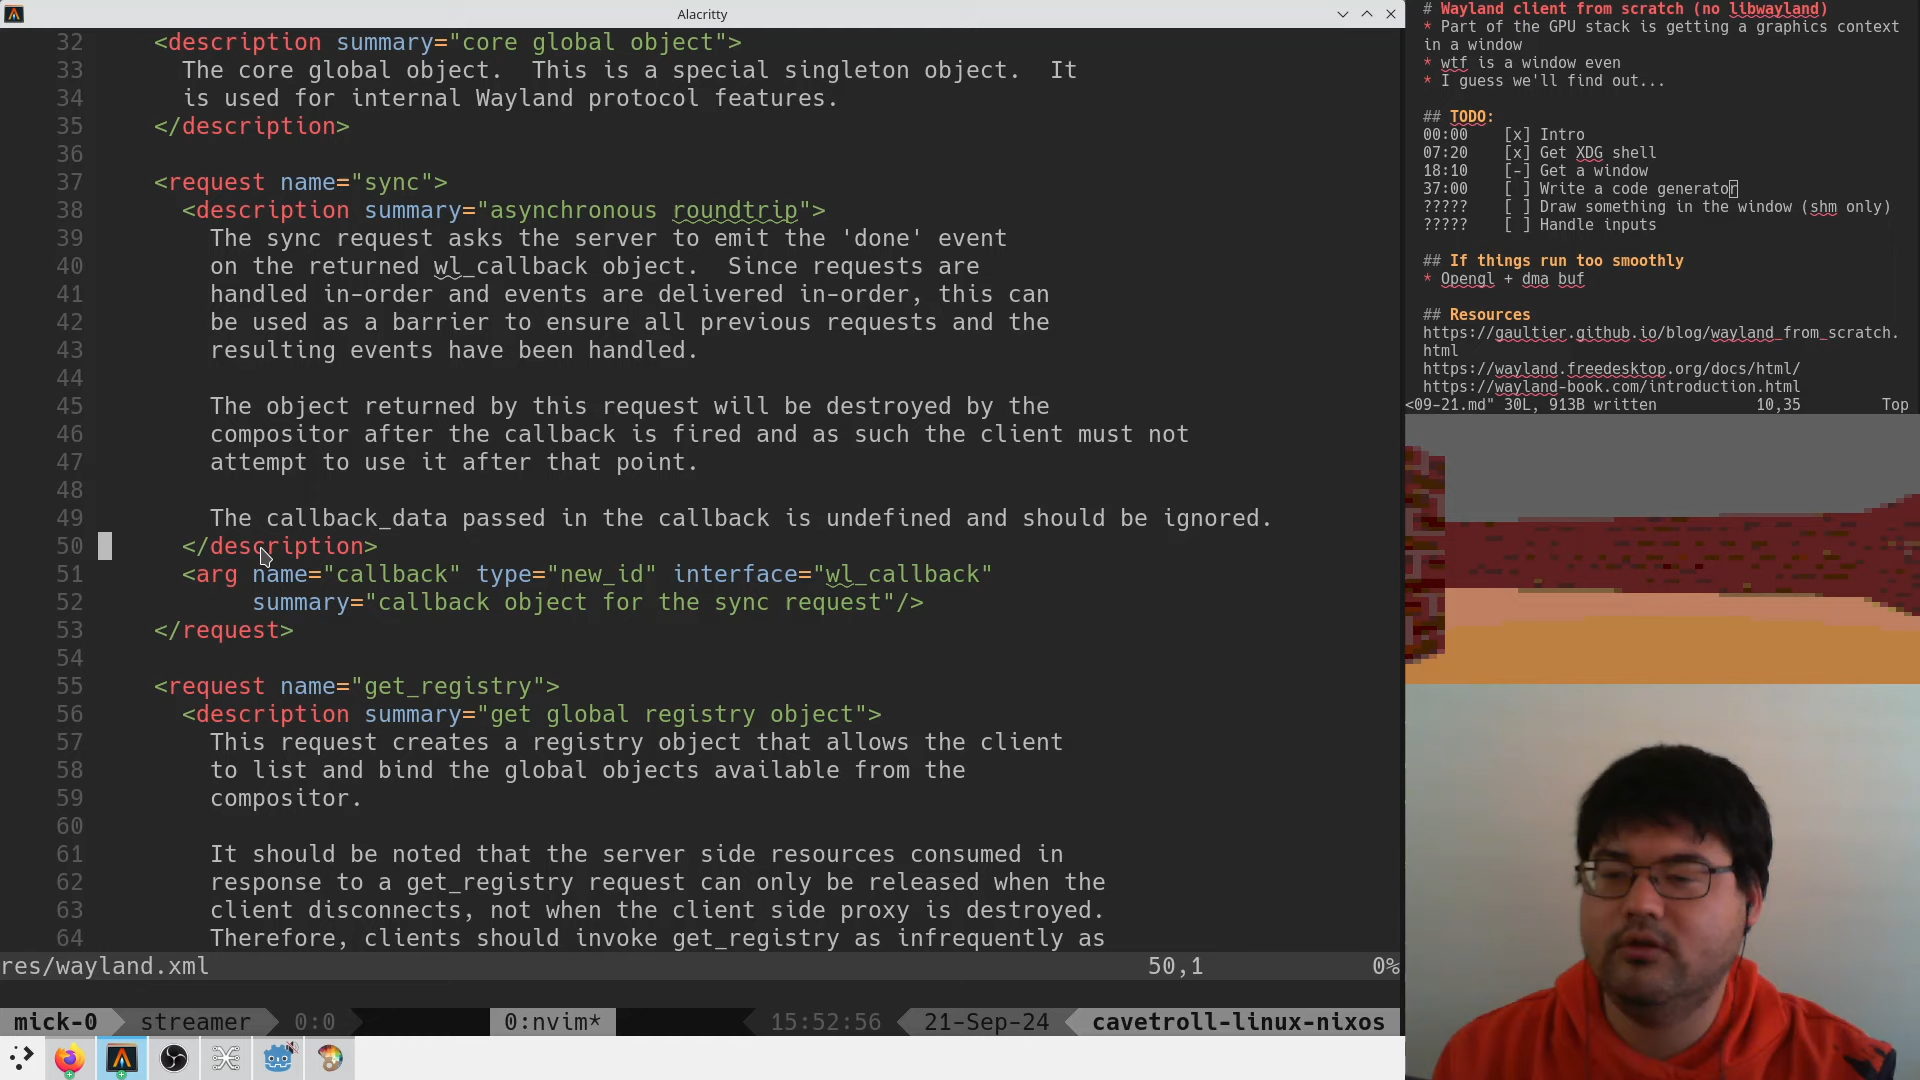 Alacritty
32 <description summary="core global object">
33 The core global object.  This is a special singleton object.  It
34 is used for internal Wayland protocol features.
35 </description>
36
37 <request name="sync">
38 <description summary="asynchronous roundtrip">
39 The sync request asks the server to emit the 'done' event
40 on the returned wl_callback object.  Since requests are
41 handled in-order and events are delivered in-order, this can
42 be used as a barrier to ensure all previous requests and the
43 resulting events have been handled.
44
45 The object returned by this request will be destroyed by the
46 compositor after the callback is fired and as such the client must not
47 attempt to use it after that point.
48
49 The callback_data passed in the callback is undefined and should be ignored.
50 </description>
51 <arg name="callback" type="new_id" interface="wl_callback"
52 summary="callback object for the sync request"/>
53 </request>
54
55 <request name="get_registry">
56 <description summary="get global registry object">
57 This request creates a registry object that allows the client
58 to list and bind the global objects available from the
59 compositor.
60
61 It should be noted that the server side resources consumed in
62 response to a get_registry request can only be released when the
63 client disconnects, not when the client side proxy is destroyed.
64 Therefore, clients should invoke get_registry as infrequently as
res/wayland.xml 50,1 0%
mick-0 streamer 0:0 0:nvim* 15:52:56 21-Sep-24 cavetroll-linux-nixos
# Wayland client from scratch (no libwayland)
* Part of the GPU stack is getting a graphics context
in a window
* wtf is a window even
* I guess we'll find out...
## TODO:
00:00 [x] Intro
07:20 [x] Get XDG shell
18:10 [-] Get a window
37:00 [ ] Write a code generator
????? [ ] Draw something in the window (shm only)
????? [ ] Handle inputs
## If things run too smoothly
* Opengl + dma buf
## Resources
https://gaultier.github.io/blog/wayland_from_scratch.
html
https://wayland.freedesktop.org/docs/html/
https://wayland-book.com/introduction.html
<09-21.md" 30L, 913B written 10,35 Top